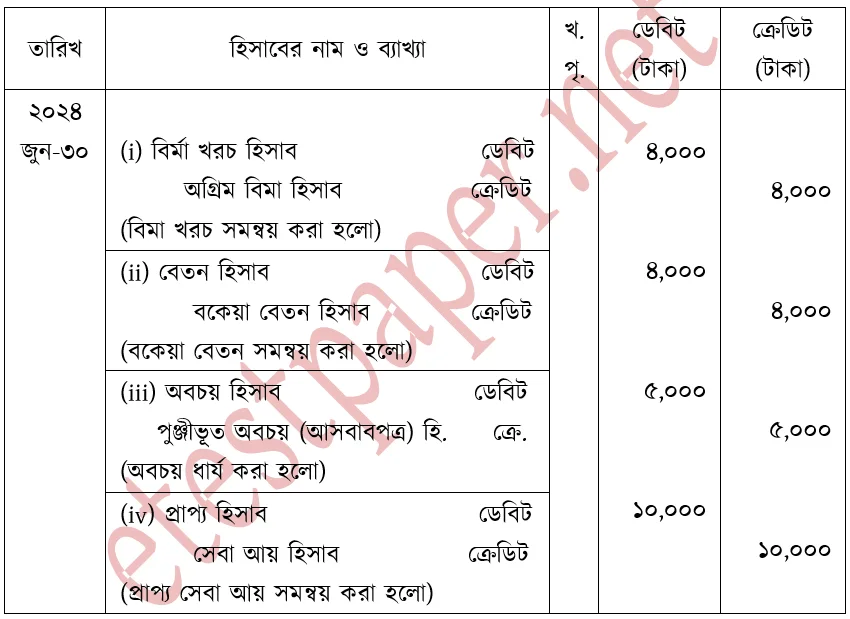 তারিখ হিসাবের নাম ও ব্যাখ্যা খ. পৃ. ডেবিট (টাকা) ক্রেডিট (টাকা)
২০২৪
জুন-৩০ (i) বির্মা খরচ হিসাব ডেবিট ৪,০০০
অগ্রিম বিমা হিসাব ক্রেডিট ৪,০০০
(বিমা খরচ সমন্বয় করা হলো)
(ii) বেতন হিসাব ডেবিট ৪,০০০
বকেয়া বেতন হিসাব ক্রেডিট ৪,০০০
(বকেয়া বেতন সমন্বয় করা হলো)
(iii) অবচয় হিসাব ডেবিট ৫,০০০
পুঞ্জীভূত অবচয় (আসবাবপত্র) হি. ক্রে. ৫,০০০
(অবচয় ধার্য করা হলো)
(iv) প্রাপ্য হিসাব ডেবিট ১০,০০০
সেবা আয় হিসাব ক্রেডিট ১০,০০০
(প্রাপ্য সেবা আয় সমন্বয় করা হলো)
etestpaper.net